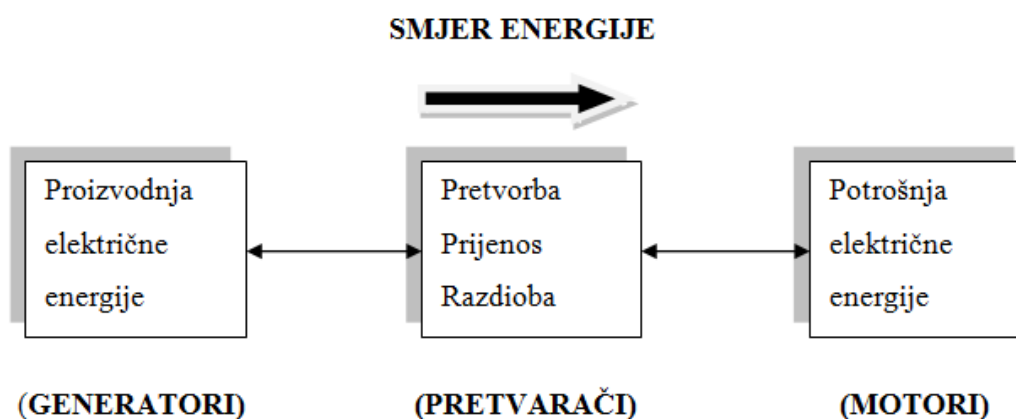 SMJER ENERGIJE
Proizvodnja
električne
energije
Pretvorba
Prijenos
Razdioba
Potrošnja
električne
energije
(GENERATORI)
(PRETVARAČI)
(MOTORI)